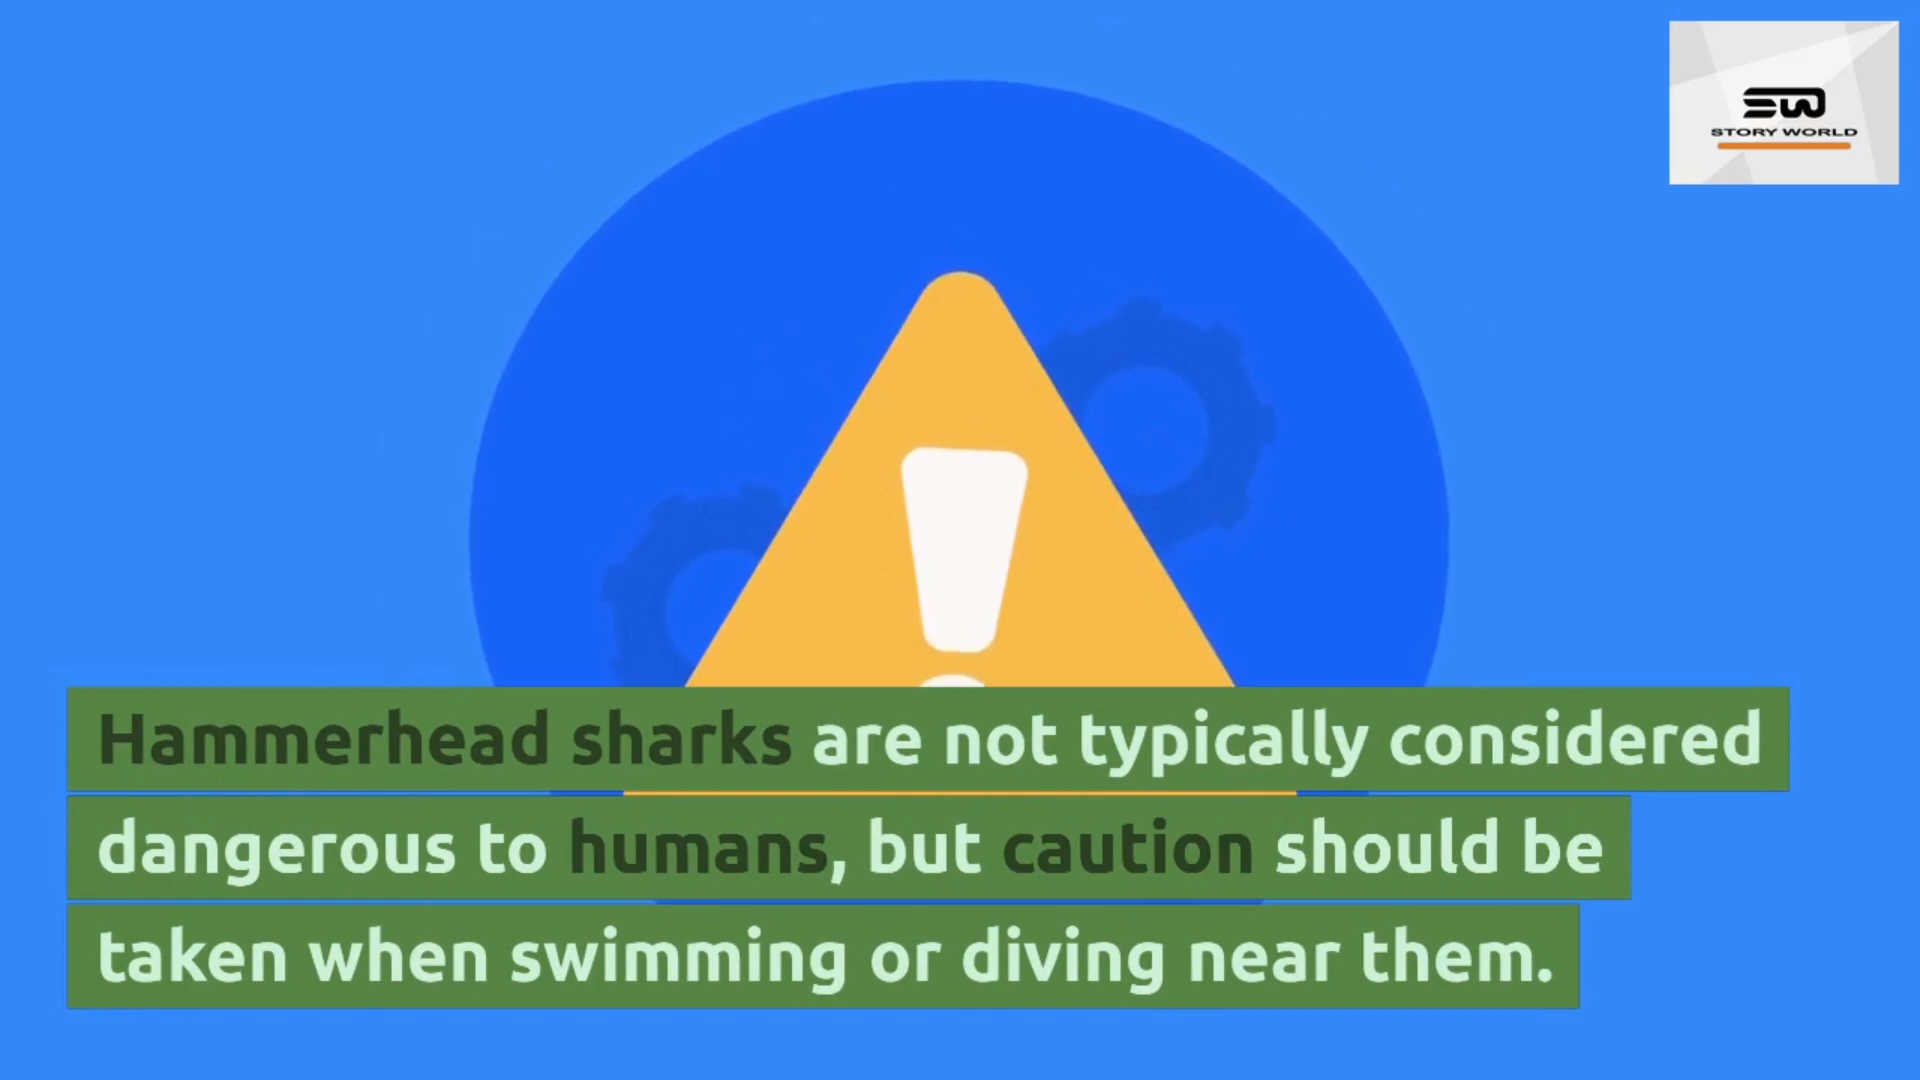 SW
STORY WORLD
Hammerhead sharks are not typically considered
dangerous to humans, but caution should be
taken when swimming or diving near them.